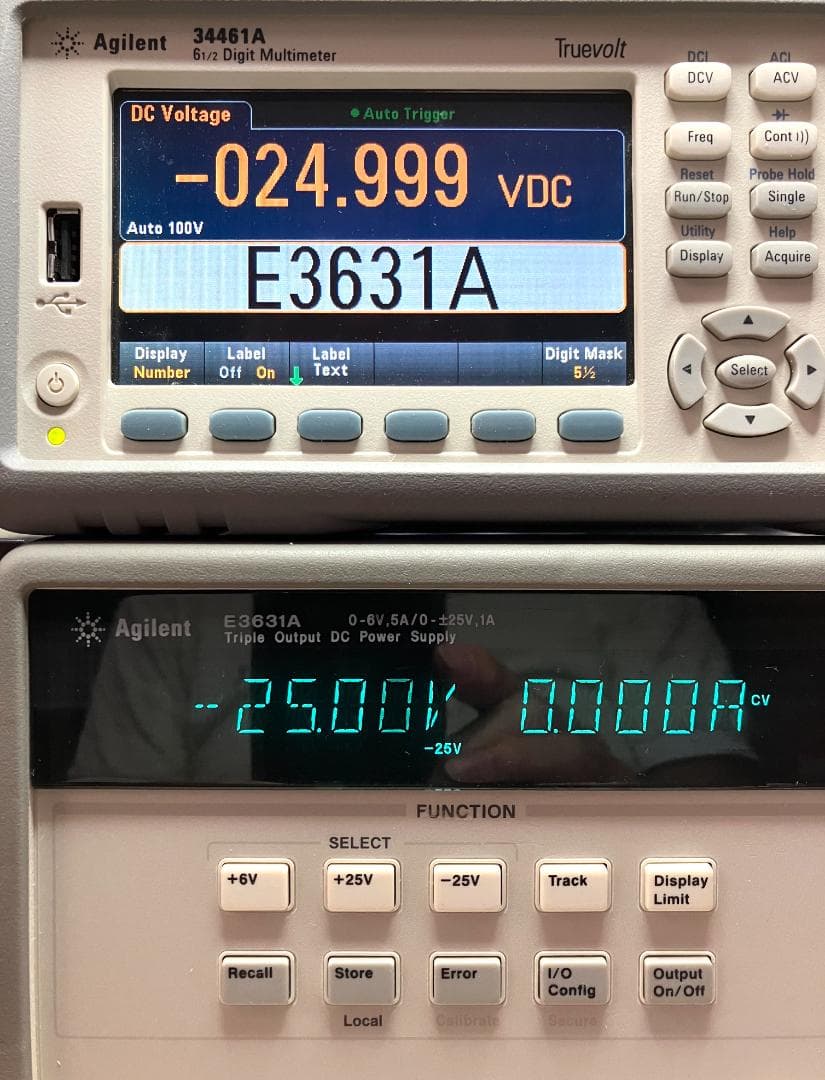 Agilent 34461A
6 1/2 Digit Multimeter
Truevolt
DC Voltage
Auto Trigger
-024.999 VDC
Auto 100V
E3631A
Display Label Label Digit Mask
Number Off On Text 5½
DCI ACI
DCV ACV
Freq Cont
Reset Probe Hold
Run/Stop Single
Utility Help
Display Acquire
Select
Agilent
E3631A 0-6V,5A/0-±25V,1A
Triple Output DC Power Supply
-25.00V 0.000A CV
-25V
FUNCTION
SELECT
+6V +25V -25V Track Display Limit
Recall Store Error I/O Config Output On/Off
Local Calibrate Secure